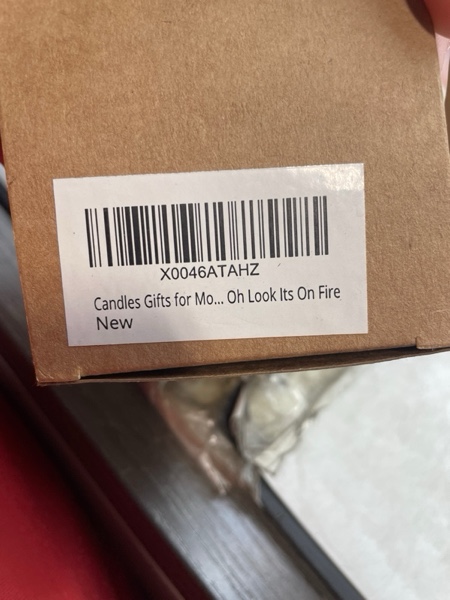 X0046ATAHZ
Candles Gifts for Mo... Oh Look Its On Fire
New